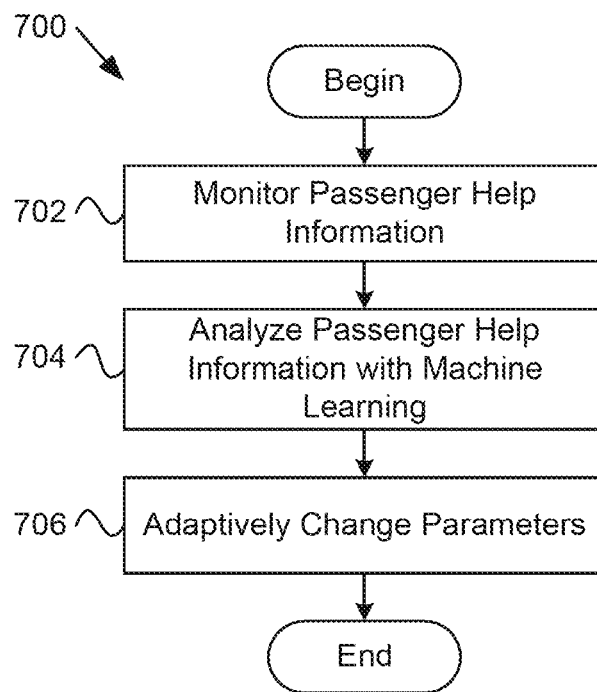 700
Begin
702
Monitor Passenger Help
Information
704
Analyze Passenger Help
Information with Machine
Learning
706
Adaptively Change Parameters
End